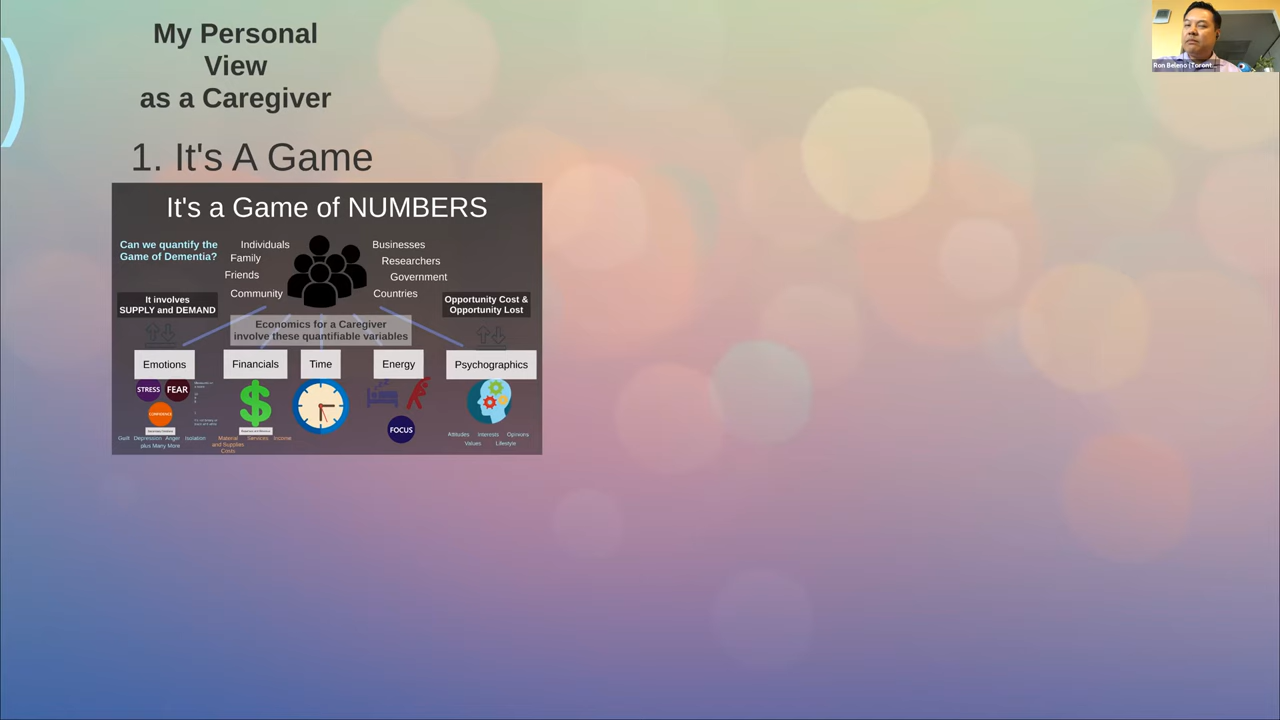 My Personal
View
as a Caregiver
1. It's A Game
It's a Game of NUMBERS
Can we quantify the
Game of Dementia?
Individuals
Family
Friends
Community
Businesses
Researchers
Government
Countries
It involves
SUPPLY and DEMAND
Opportunity Cost &
Opportunity Lost
Economics for a Caregiver
involve these quantifiable variables
Emotions
Financials
Time
Energy
Psychographics
STRESS
FEAR
CONFIDENCE
FOCUS
Guilt Depression Anger Isolation
plus Many More
Material
and Supplies
Costs
Services
Income
Attitudes Interests Opinions
Values Lifestyle
Ron Beleno | Toront...